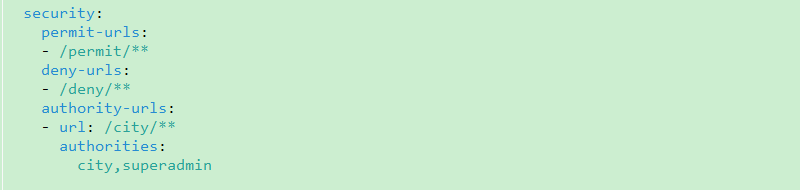 security:
  permit-urls:
  - /permit/**
  deny-urls:
  - /deny/**
  authority-urls:
  - url: /city/**
    authorities:
      city,superadmin